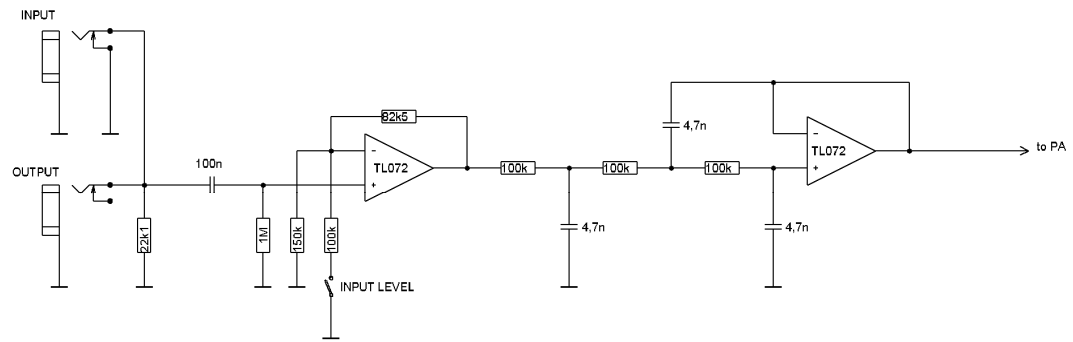 INPUT
82k5
4,7n
TL072
TL072
to PA
OUTPUT
100n
100k
100k
100k
22k1
1M
150k
100k
4,7n
4,7n
INPUT LEVEL